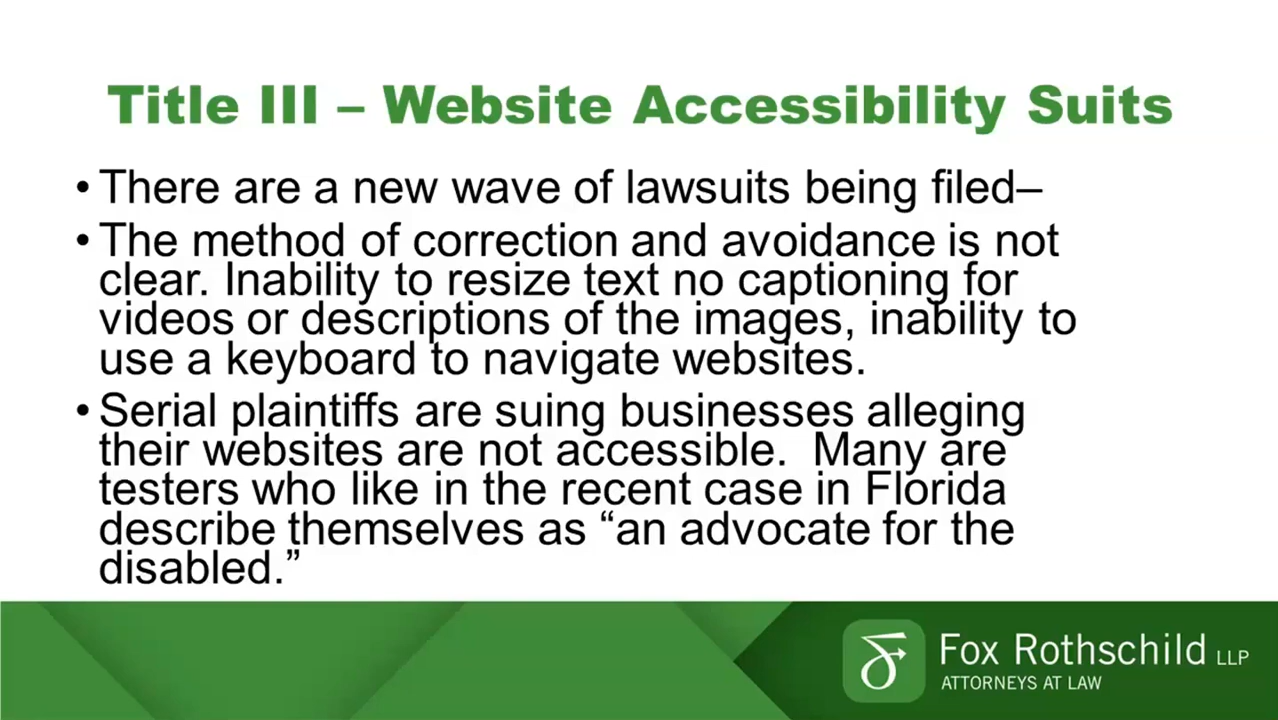 Title III – Website Accessibility Suits
• There are a new wave of lawsuits being filed–
• The method of correction and avoidance is not
clear. Inability to resize text no captioning for
videos or descriptions of the images, inability to
use a keyboard to navigate websites.
• Serial plaintiffs are suing businesses alleging
their websites are not accessible.  Many are
testers who like in the recent case in Florida
describe themselves as “an advocate for the
disabled.”
Fox Rothschild LLP
ATTORNEYS AT LAW